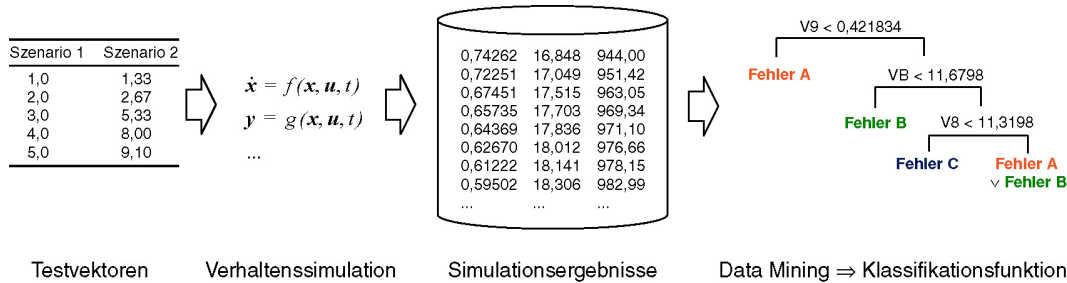 Szenario 1 Szenario 2
1,0 1,33
2,0 2,67
3,0 5,33
4,0 8,00
5,0 9,10
Testvektoren
ẋ = f(x, u, t)
y = g(x, u, t)
...
Verhaltenssimulation
0,74262 16,848 944,00
0,72251 17,049 951,42
0,67451 17,515 963,05
0,65735 17,703 969,34
0,64369 17,836 971,10
0,62670 18,012 976,66
0,61222 18,141 978,15
0,59502 18,306 982,99
... ... ...
Simulationsergebnisse
V9 < 0,421834
Fehler A
VB < 11,6798
Fehler B
V8 < 11,3198
Fehler C
Fehler A
∨ Fehler B
Data Mining ⇒ Klassifikationsfunktion